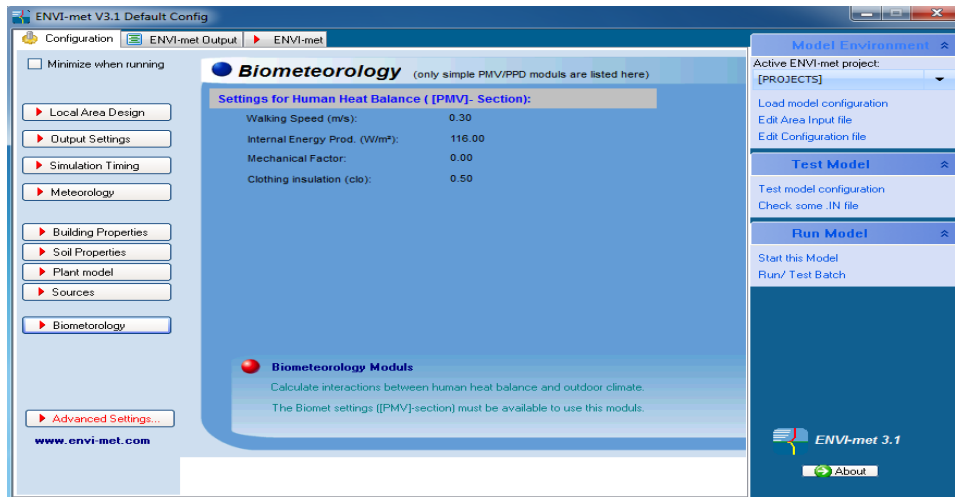 ENVI-met V3.1 Default Config
Configuration ENVI-met Output ENVI-met
Minimize when running
Local Area Design
Output Settings
Simulation Timing
Meteorology
Building Properties
Soil Properties
Plant model
Sources
Biometorology
Advanced Settings...
www.envi-met.com
Biometeorology (only simple PMV/PPD moduls are listed here)
Settings for Human Heat Balance ( [PMV]- Section):
Walking Speed (m/s): 0.30
Internal Energy Prod. (W/m²): 116.00
Mechanical Factor: 0.00
Clothing insulation (clo): 0.50
Biometeorology Moduls
Calculate interactions between human heat balance and outdoor climate.
The Biomet settings ([PMV]-section) must be available to use this moduls.
Model Environment
Active ENVI-met project:
[PROJECTS]
Load model configuration
Edit Area Input file
Edit Configuration file
Test Model
Test model configuration
Check some .IN file
Run Model
Start this Model
Run/ Test Batch
ENVI-met 3.1
About